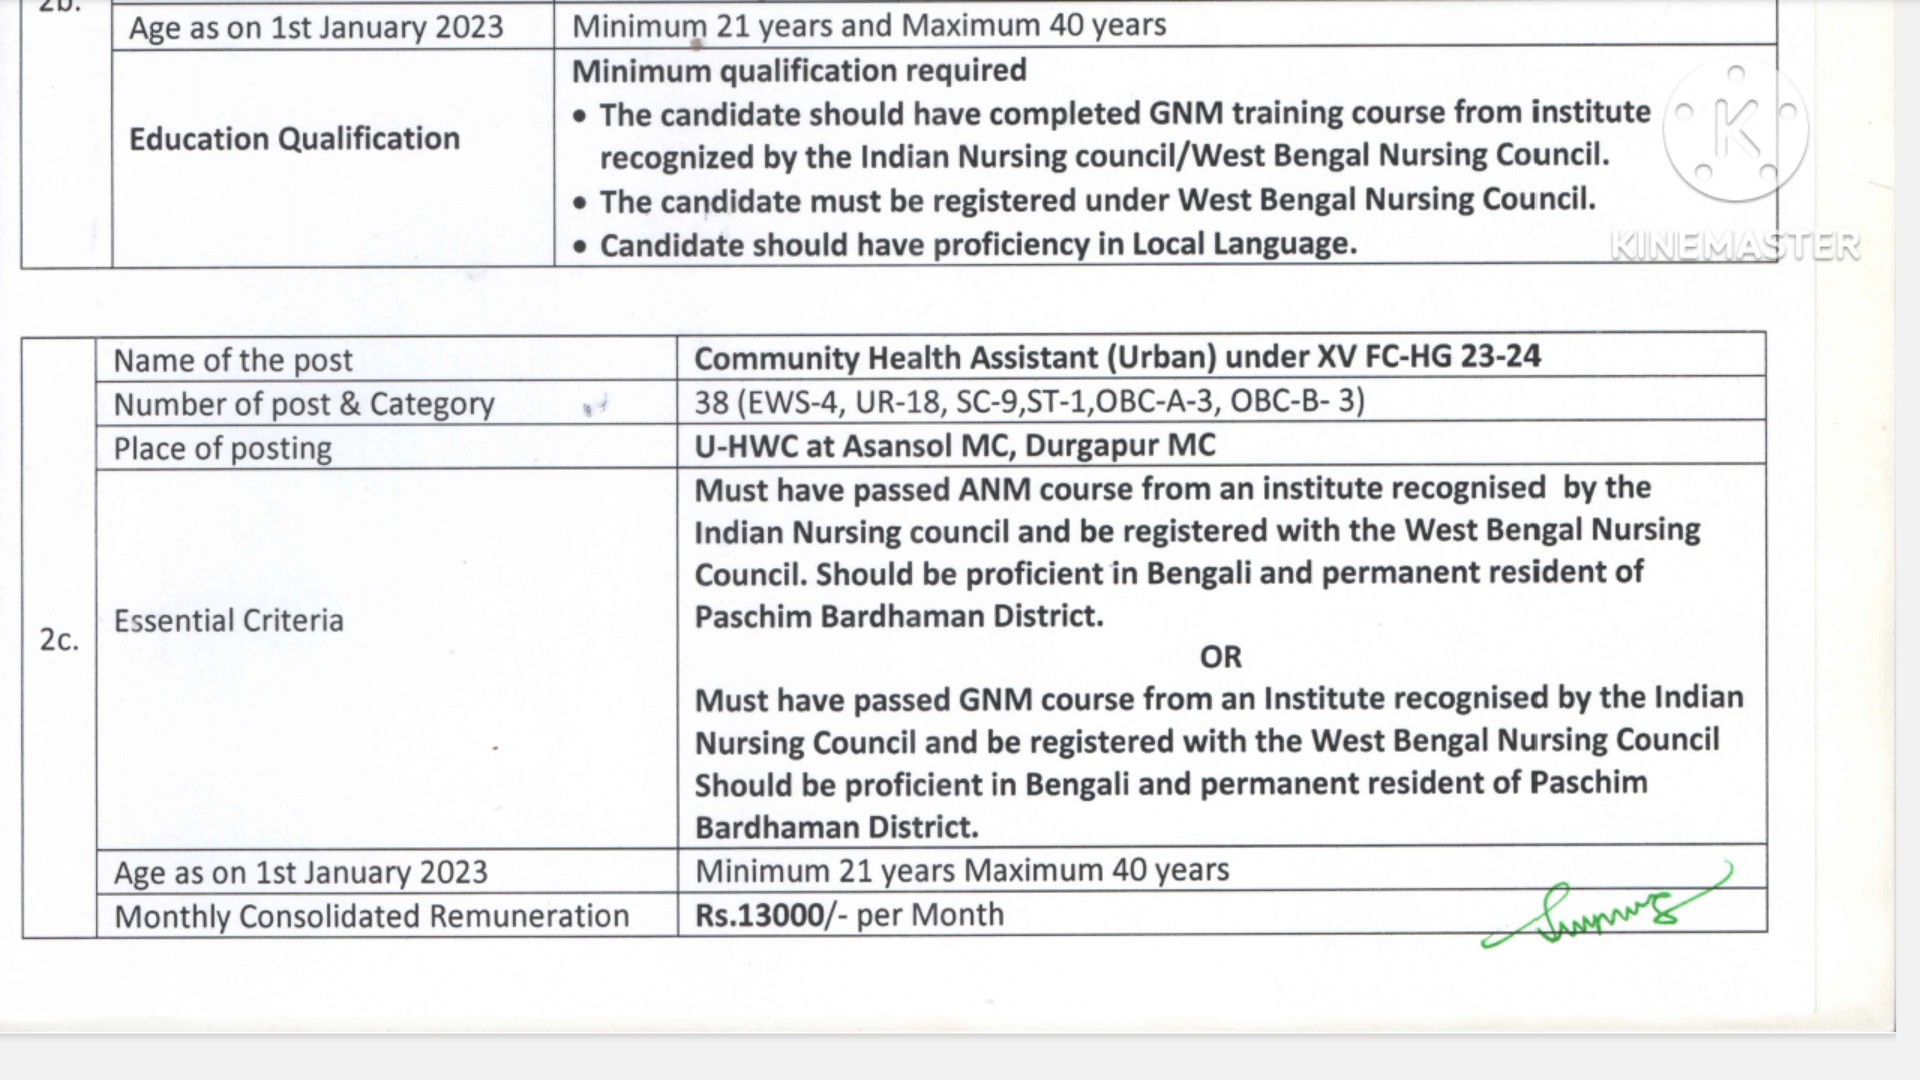 2b.
Age as on 1st January 2023 Minimum 21 years and Maximum 40 years
Education Qualification
Minimum qualification required
• The candidate should have completed GNM training course from institute
recognized by the Indian Nursing council/West Bengal Nursing Council.
• The candidate must be registered under West Bengal Nursing Council.
• Candidate should have proficiency in Local Language.
K
KINEMASTER
2c.
Name of the post Community Health Assistant (Urban) under XV FC-HG 23-24
Number of post & Category 38 (EWS-4, UR-18, SC-9,ST-1,OBC-A-3, OBC-B- 3)
Place of posting U-HWC at Asansol MC, Durgapur MC
Essential Criteria
Must have passed ANM course from an institute recognised by the
Indian Nursing council and be registered with the West Bengal Nursing
Council. Should be proficient in Bengali and permanent resident of
Paschim Bardhaman District.
OR
Must have passed GNM course from an Institute recognised by the Indian
Nursing Council and be registered with the West Bengal Nursing Council
Should be proficient in Bengali and permanent resident of Paschim
Bardhaman District.
Age as on 1st January 2023 Minimum 21 years Maximum 40 years
Monthly Consolidated Remuneration Rs.13000/- per Month